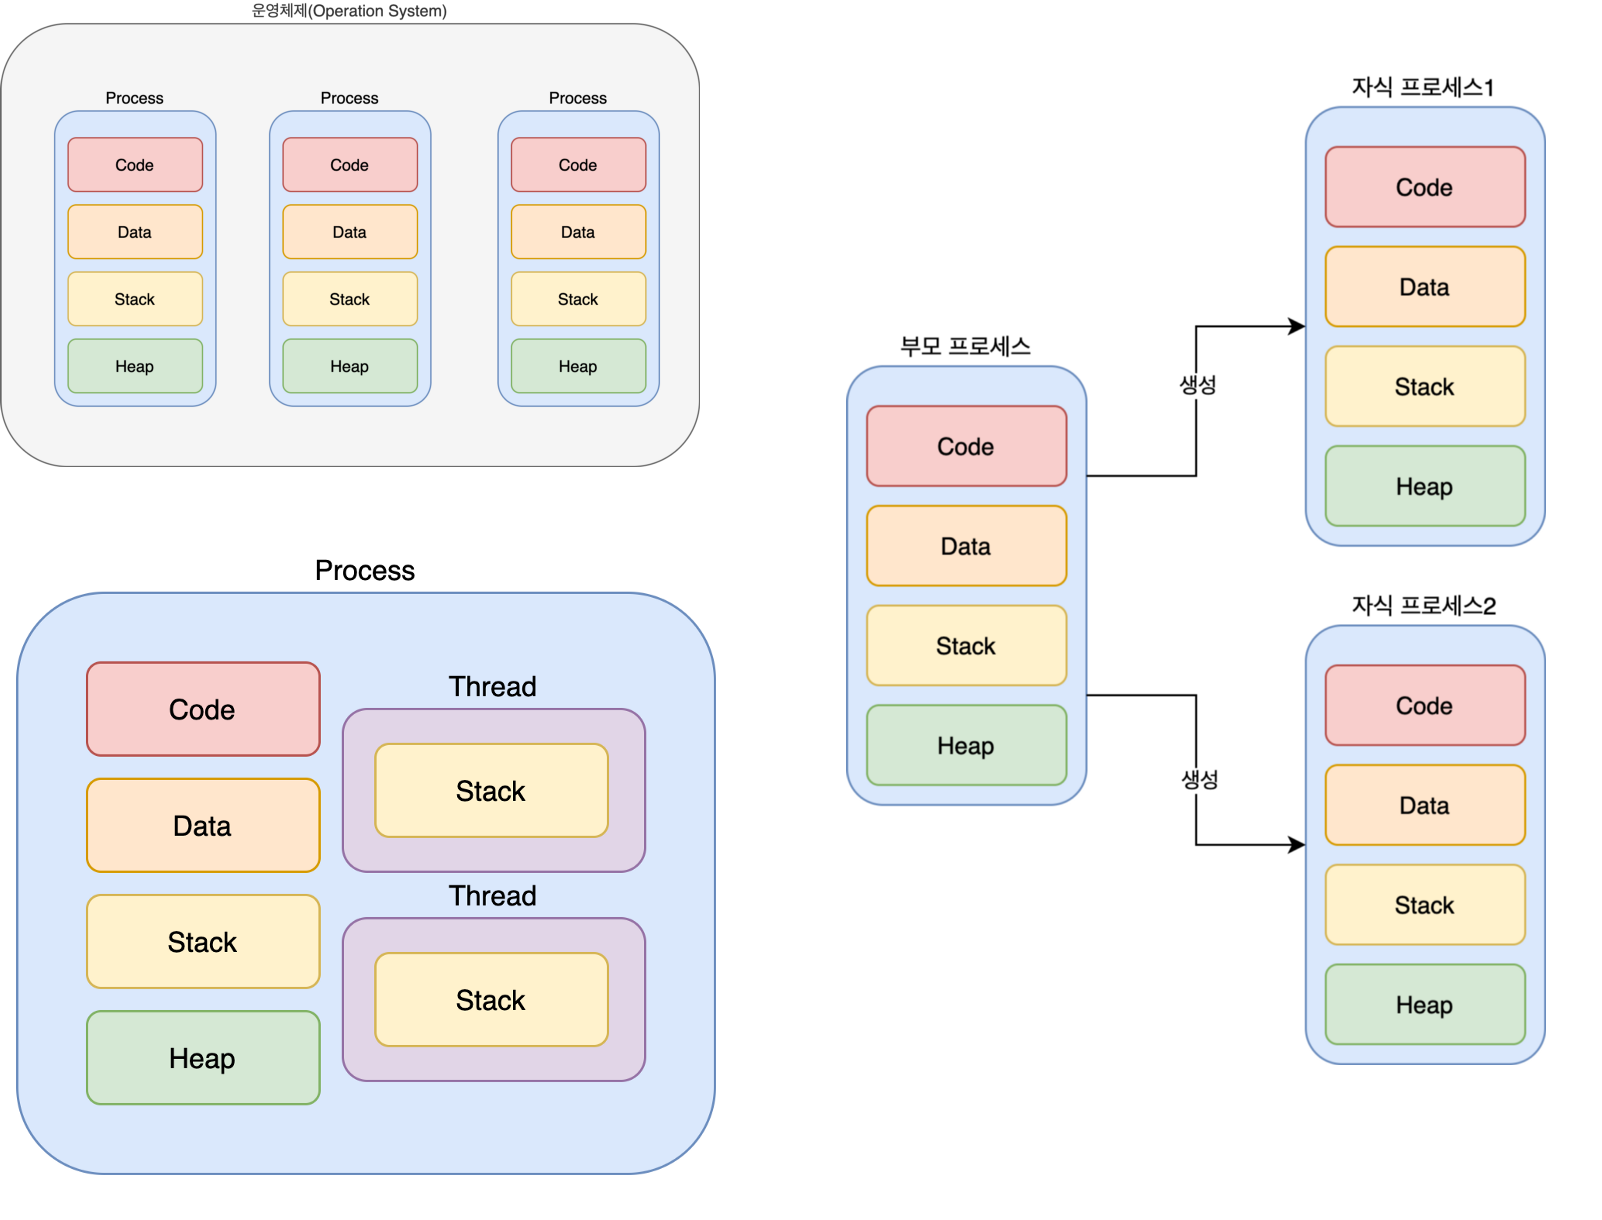 운영체제(Operation System)
Process
Code
Data
Stack
Heap
Process
Code
Data
Stack
Heap
Process
Code
Data
Stack
Heap
Process
Code
Data
Stack
Heap
Thread
Stack
Thread
Stack
부모 프로세스
Code
Data
Stack
Heap
생성
생성
자식 프로세스1
Code
Data
Stack
Heap
자식 프로세스2
Code
Data
Stack
Heap